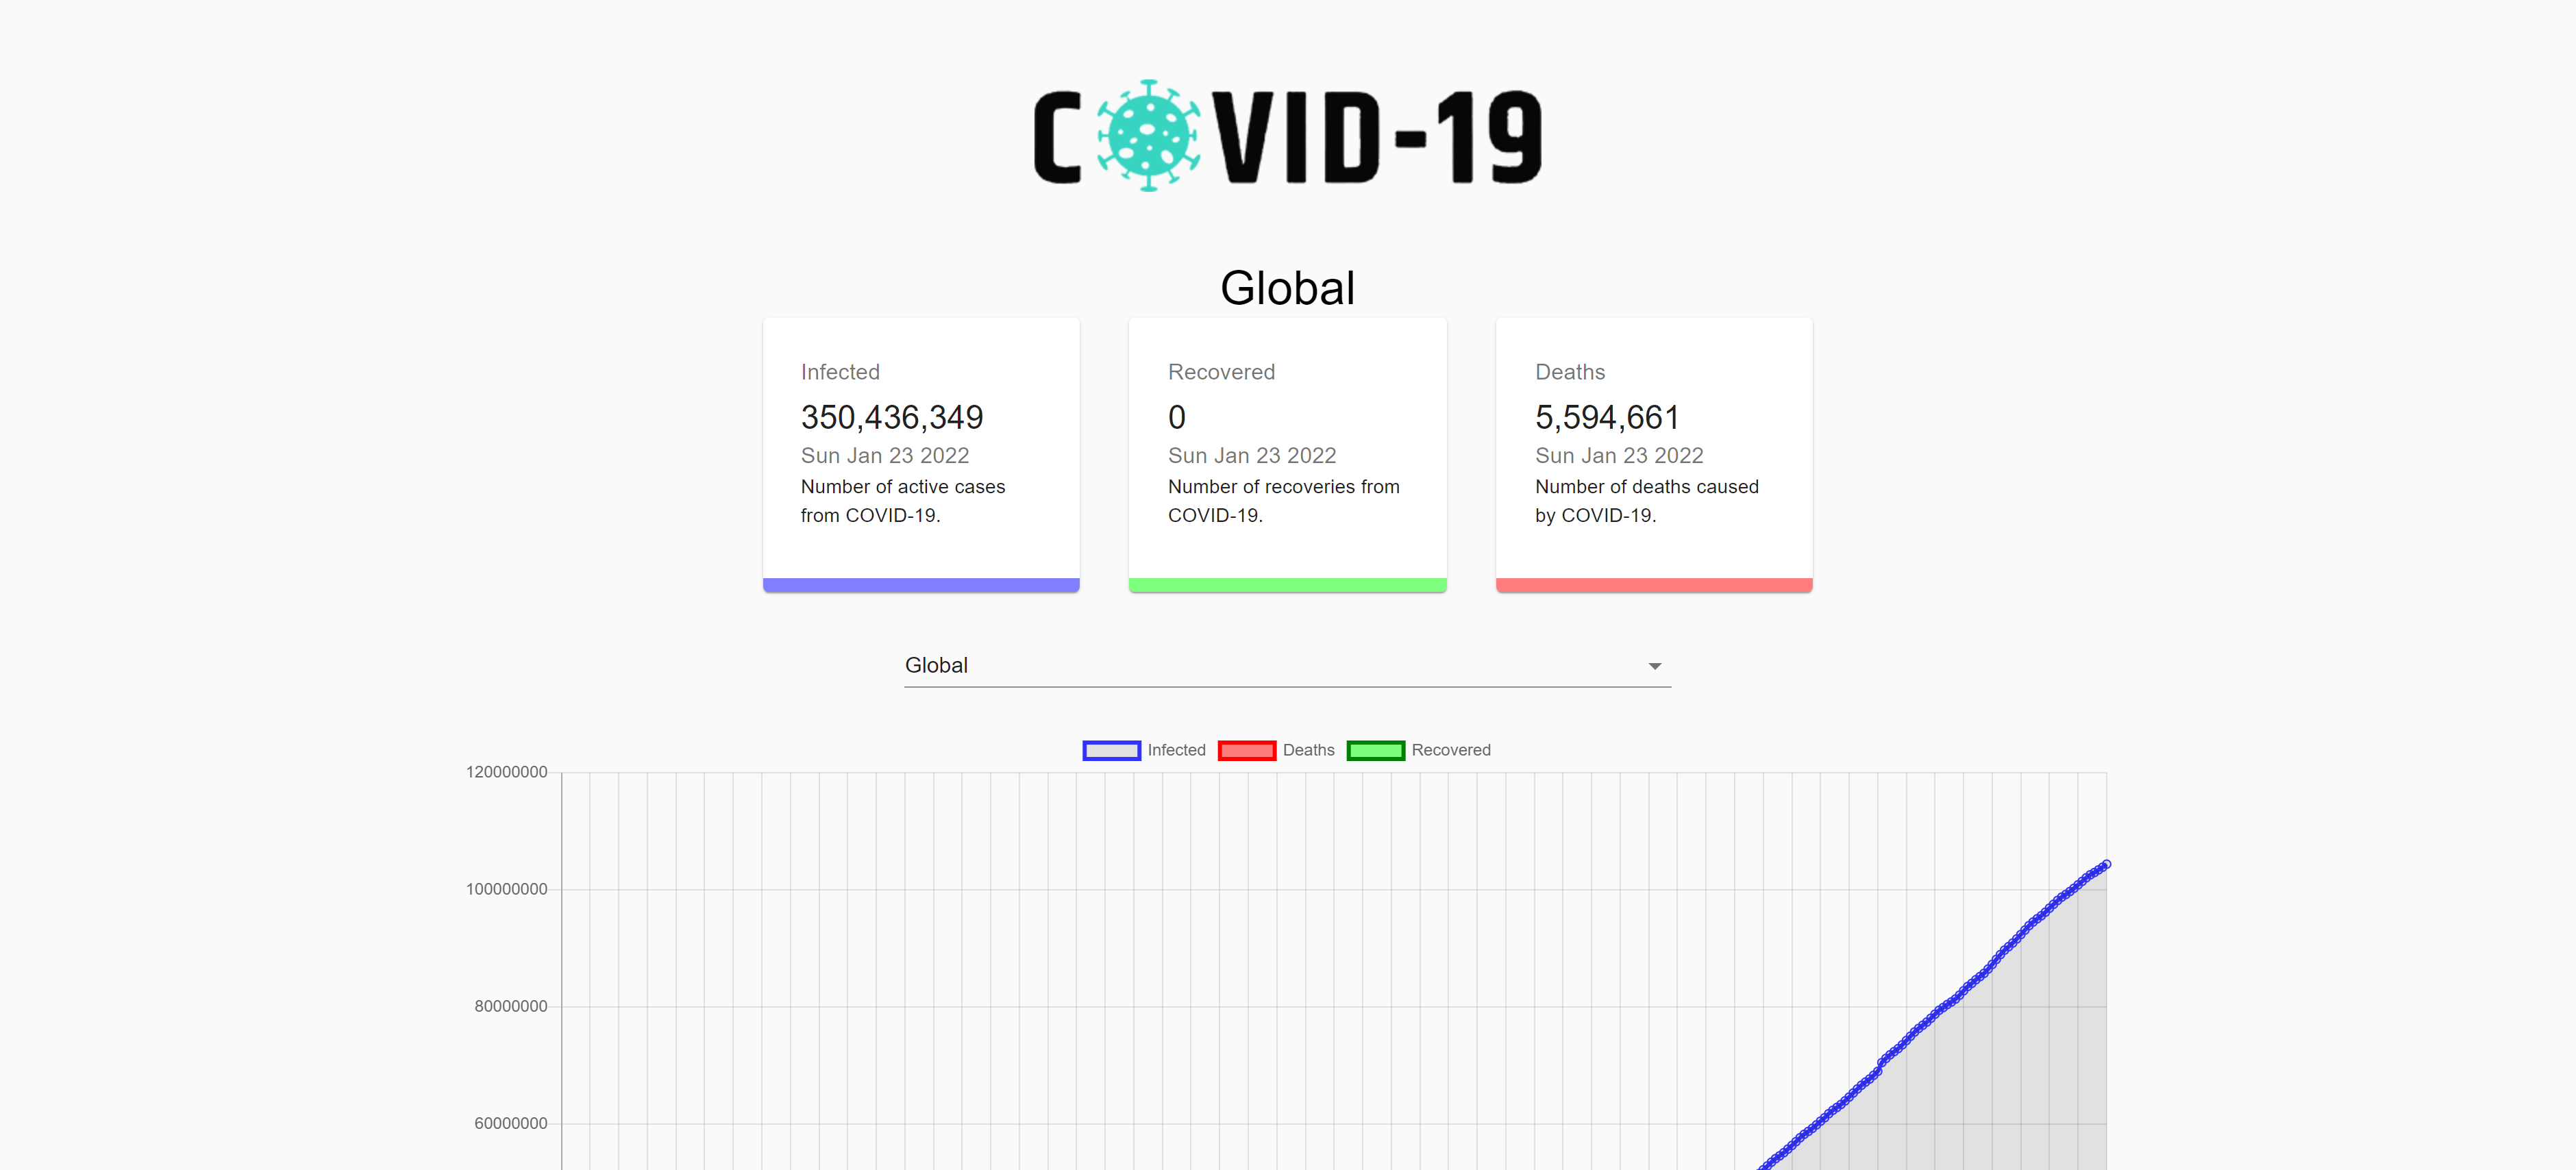 COVID-19
Global
Infected
350,436,349
Sun Jan 23 2022
Number of active cases
from COVID-19.
Recovered
0
Sun Jan 23 2022
Number of recoveries from
COVID-19.
Deaths
5,594,661
Sun Jan 23 2022
Number of deaths caused
by COVID-19.
Global
Infected Deaths Recovered
120000000
100000000
80000000
60000000